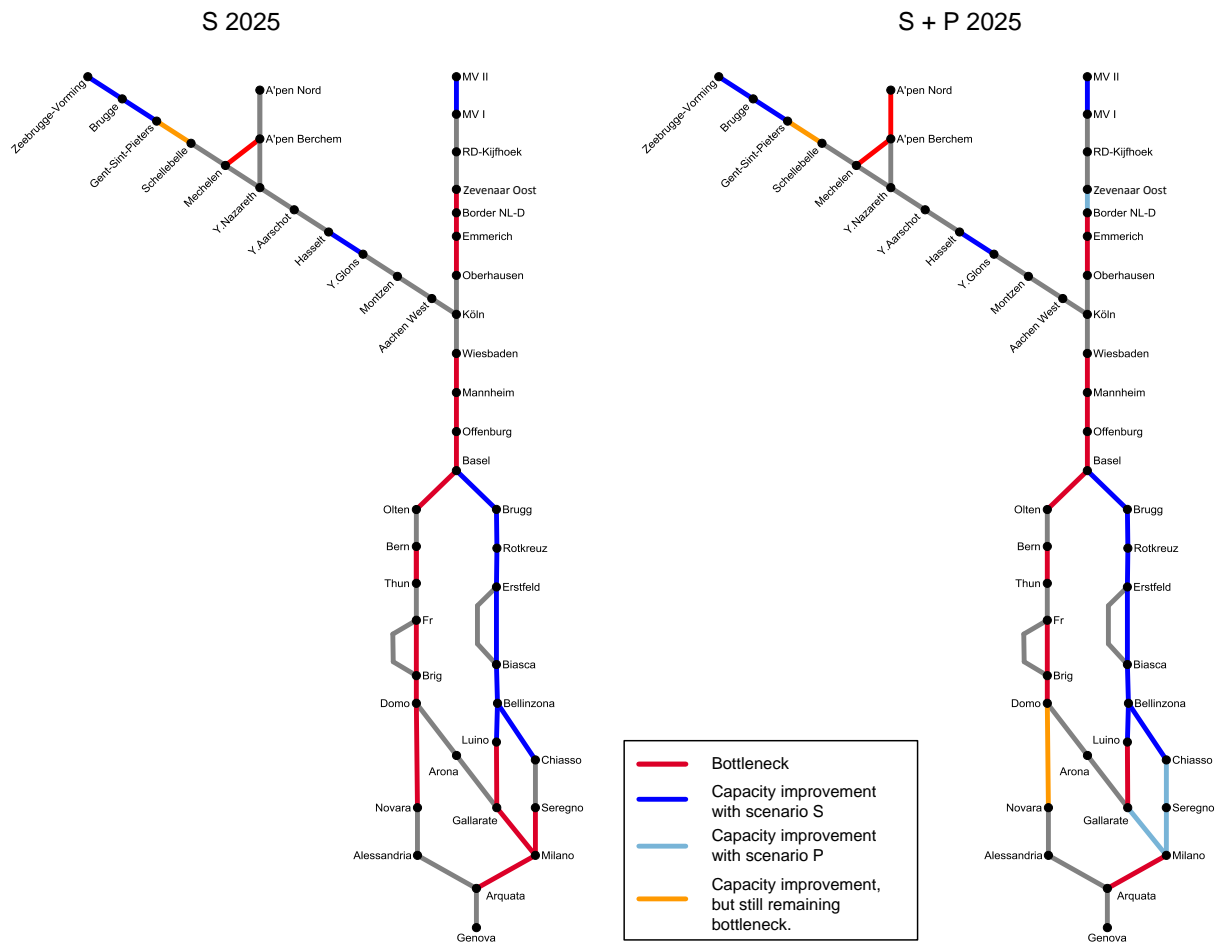 S 2025
S + P 2025
MV II
A'pen Nord
Zeebrugge-Vorming
Brugge
MV I
Gent-Sint-Pieters
A'pen Berchem
Schellebelle
RD-Kijfhoek
Mechelen
Zevenaar Oost
Y.Nazareth
Border NL-D
Y.Aarschot
Emmerich
Hasselt
Y.Glons
Oberhausen
Montzen
Aachen West
Köln
Wiesbaden
Mannheim
Offenburg
Basel
Olten
Brugg
Bern
Rotkreuz
Thun
Erstfeld
Fr
Biasca
Brig
Domo
Bellinzona
Luino
Chiasso
Arona
Novara
Gallarate
Seregno
Alessandria
Milano
Arquata
Genova
MV II
A'pen Nord
Zeebrugge-Vorming
Brugge
MV I
Gent-Sint-Pieters
A'pen Berchem
Schellebelle
RD-Kijfhoek
Mechelen
Zevenaar Oost
Y.Nazareth
Border NL-D
Y.Aarschot
Emmerich
Hasselt
Y.Glons
Oberhausen
Montzen
Aachen West
Köln
Wiesbaden
Mannheim
Offenburg
Basel
Olten
Brugg
Bern
Rotkreuz
Thun
Erstfeld
Fr
Biasca
Brig
Domo
Bellinzona
Luino
Chiasso
Arona
Novara
Gallarate
Seregno
Alessandria
Milano
Arquata
Genova
Bottleneck
Capacity improvement
with scenario S
Capacity improvement
with scenario P
Capacity improvement,
but still remaining
bottleneck.